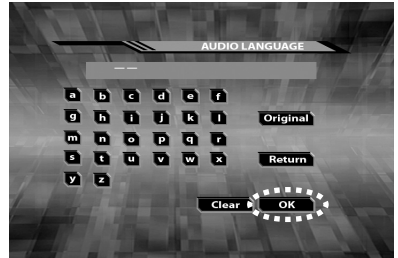 AUDIO LANGUAGE
— —
a b c d e f
g h i j k l Original
m n o p q r
s t u v w x Return
y z
Clear OK